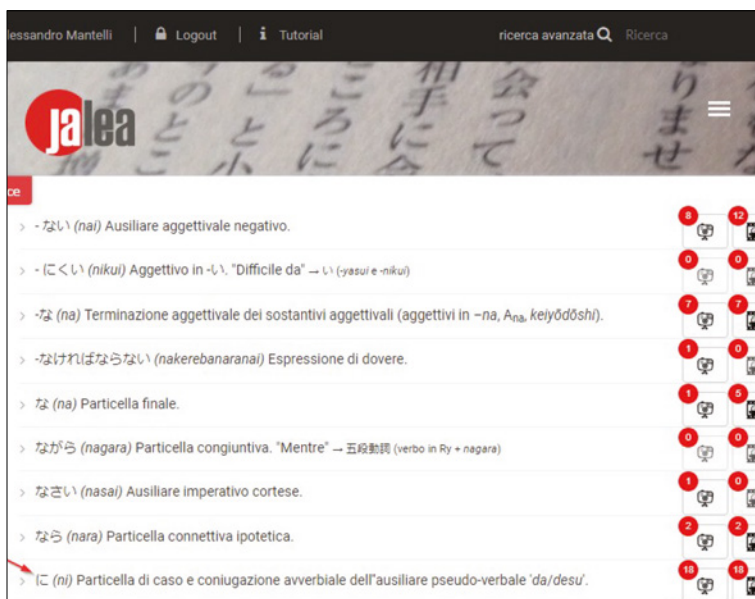 lessandro Mantelli | Logout | i Tutorial ricerca avanzata Ricerca
jalea
ce
- ない (nai) Ausiliare aggettivale negativo. 8 12
- にくい (nikui) Aggettivo in -い. "Difficile da" → い (-yasui e -nikui) 0 0
-な (na) Terminazione aggettivale dei sostantivi aggettivali (aggettivi in –na, Ana, keiyōdōshi). 7 7
-なければならない (nakerebanaranai) Espressione di dovere. 1 0
な (na) Particella finale. 1 5
ながら (nagara) Particella congiuntiva. "Mentre" → 五段動詞 (verbo in Ry + nagara) 0 0
なさい (nasai) Ausiliare imperativo cortese. 1 0
なら (nara) Particella connettiva ipotetica. 2 2
に (ni) Particella di caso e coniugazione avverbiale dell''ausiliare pseudo-verbale 'da/desu'. 18 18